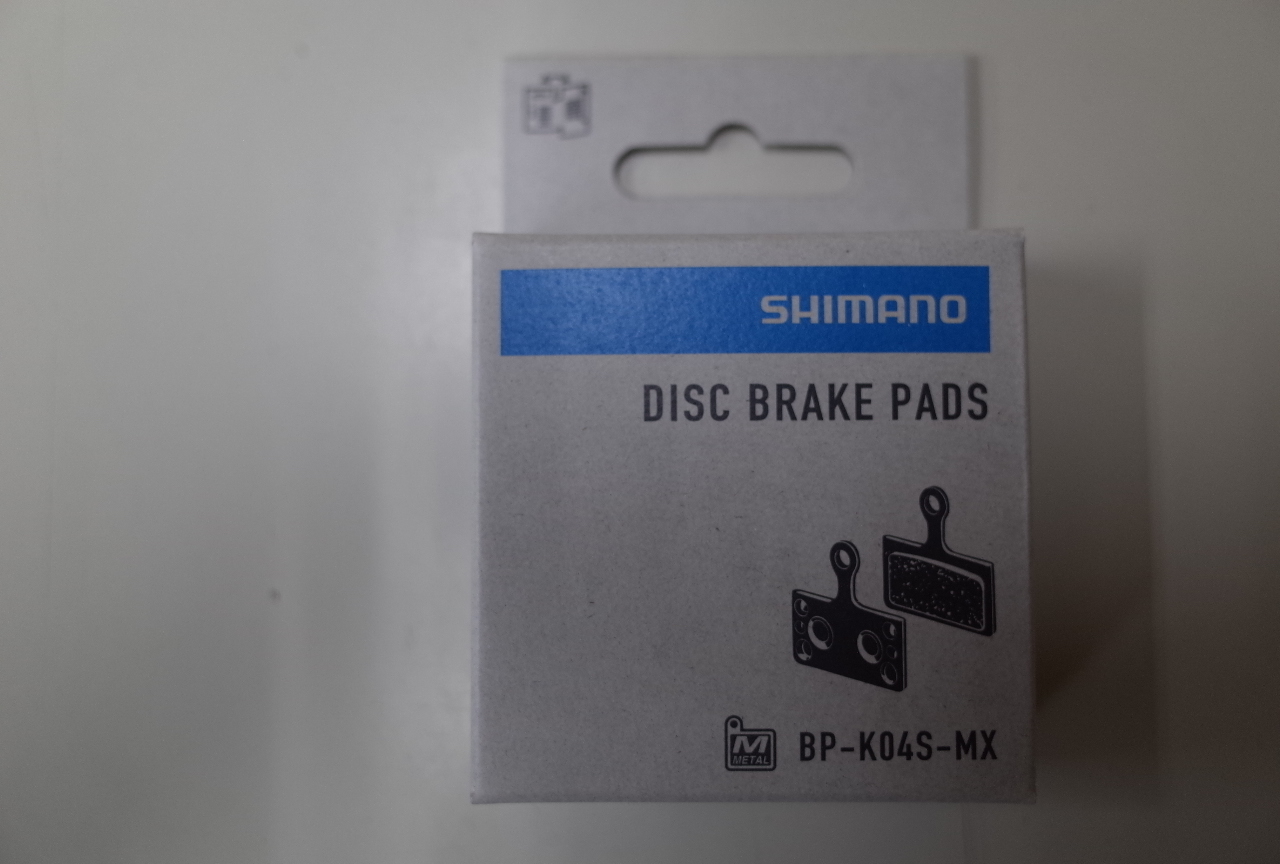 SHIMANO
DISC BRAKE PADS
M
METAL
BP-K04S-MX